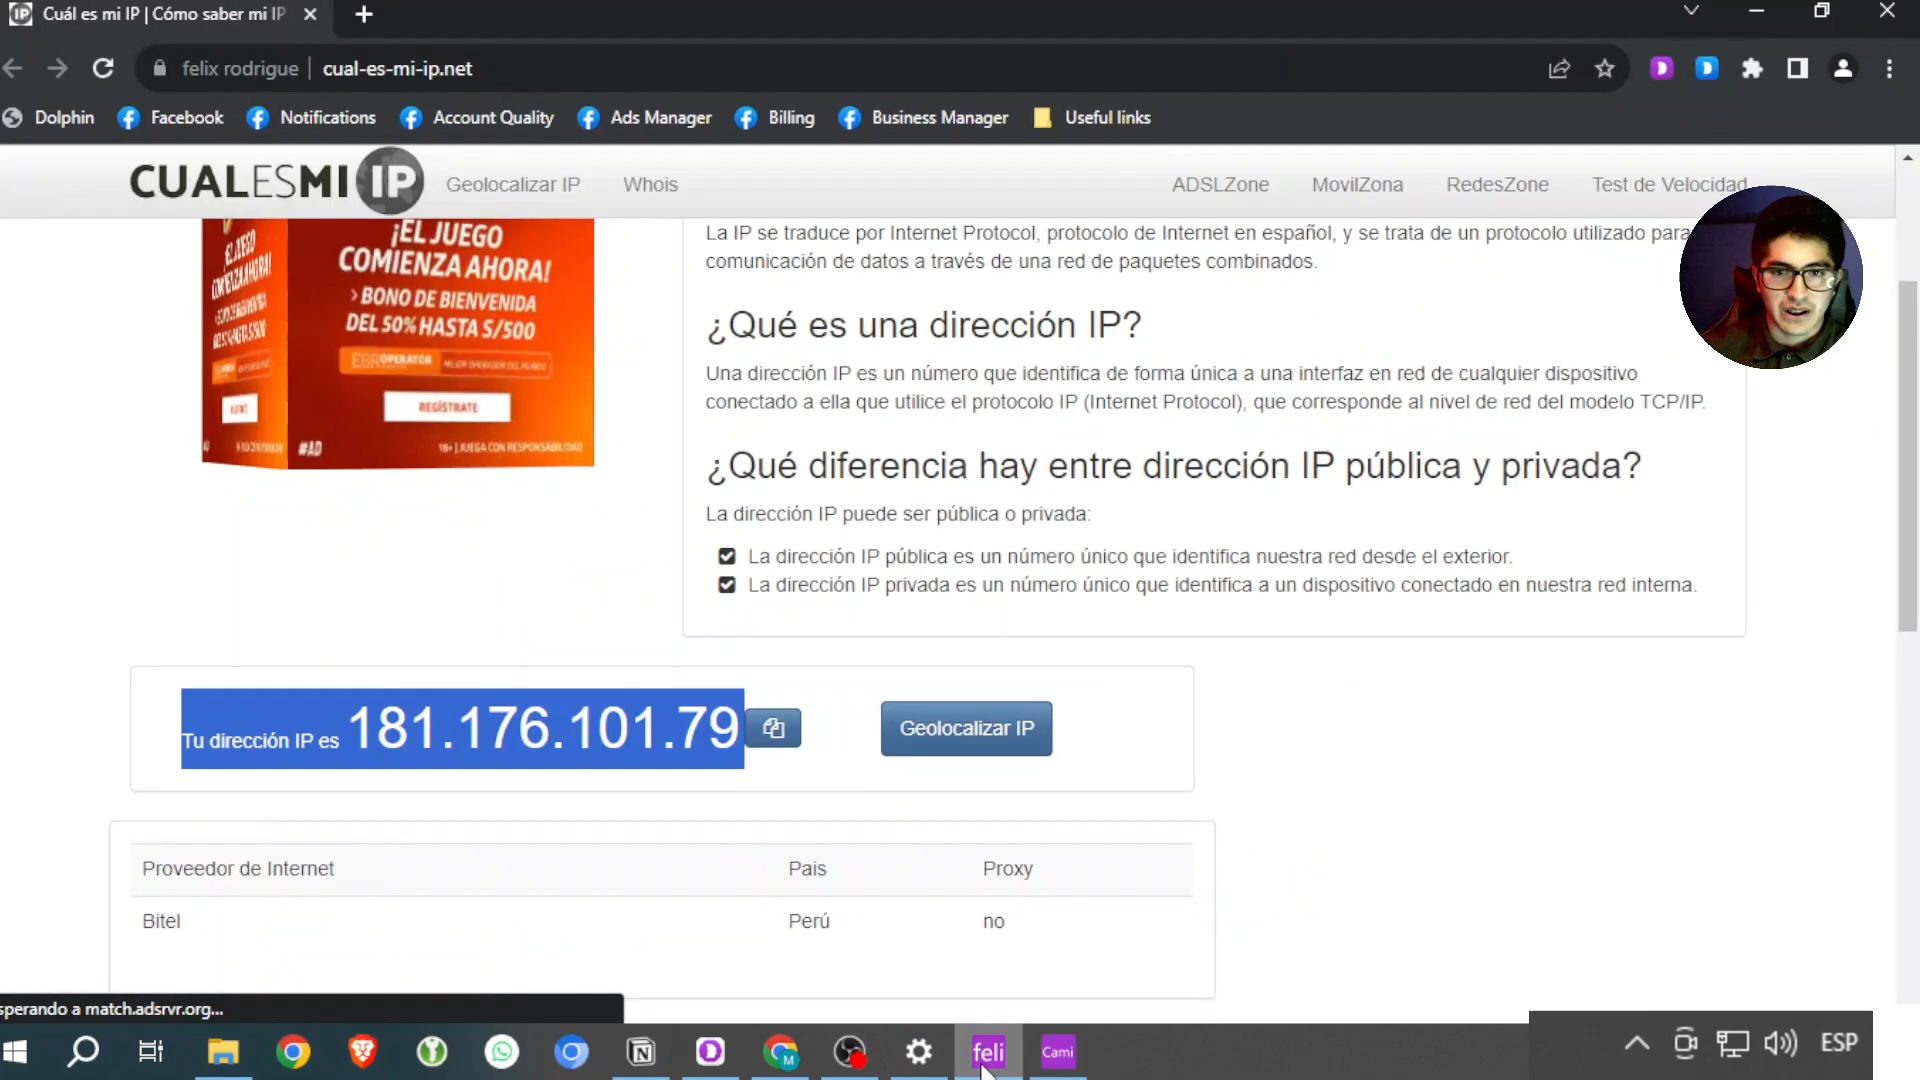 Cuál es mi IP | Cómo saber mi IP
felix rodrigue | cual-es-mi-ip.net
Dolphin Facebook Notifications Account Quality Ads Manager Billing Business Manager Useful links
CUALESMI IP Geolocalizar IP Whois ADSLZone MovilZona RedesZone Test de Velocidad
¡EL JUEGO
COMIENZA AHORA!
> BONO DE BIENVENIDA
DEL 50% HASTA S/500
EGR OPERATOR
REGÍSTRATE
#AD 18+ | JUEGA CON RESPONSABILIDAD
La IP se traduce por Internet Protocol, protocolo de Internet en español, y se trata de un protocolo utilizado para
comunicación de datos a través de una red de paquetes combinados.
¿Qué es una dirección IP?
Una dirección IP es un número que identifica de forma única a una interfaz en red de cualquier dispositivo
conectado a ella que utilice el protocolo IP (Internet Protocol), que corresponde al nivel de red del modelo TCP/IP.
¿Qué diferencia hay entre dirección IP pública y privada?
La dirección IP puede ser pública o privada:
La dirección IP pública es un número único que identifica nuestra red desde el exterior.
La dirección IP privada es un número único que identifica a un dispositivo conectado en nuestra red interna.
Tu dirección IP es 181.176.101.79 Geolocalizar IP
Proveedor de Internet Pais Proxy
Bitel Perú no
sperando a match.adsrvr.org...
feli Cami ESP